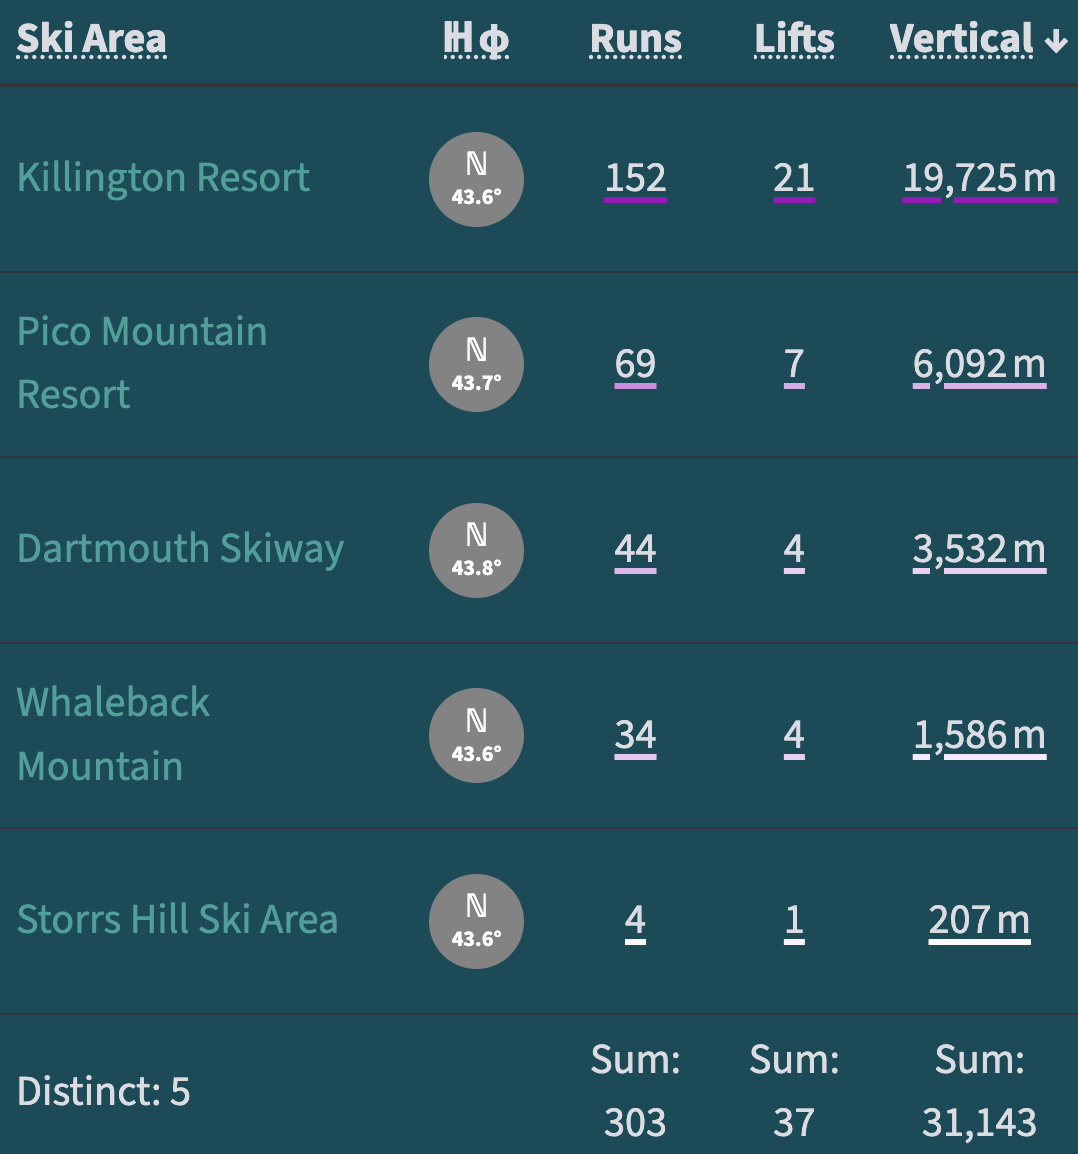 Ski Area ℍ ϕ Runs Lifts Vertical ↓
Killington Resort ℕ 43.6° 152 21 19,725 m
Pico Mountain Resort ℕ 43.7° 69 7 6,092 m
Dartmouth Skiway ℕ 43.8° 44 4 3,532 m
Whaleback Mountain ℕ 43.6° 34 4 1,586 m
Storrs Hill Ski Area ℕ 43.6° 4 1 207 m
Distinct: 5 Sum: 303 Sum: 37 Sum: 31,143